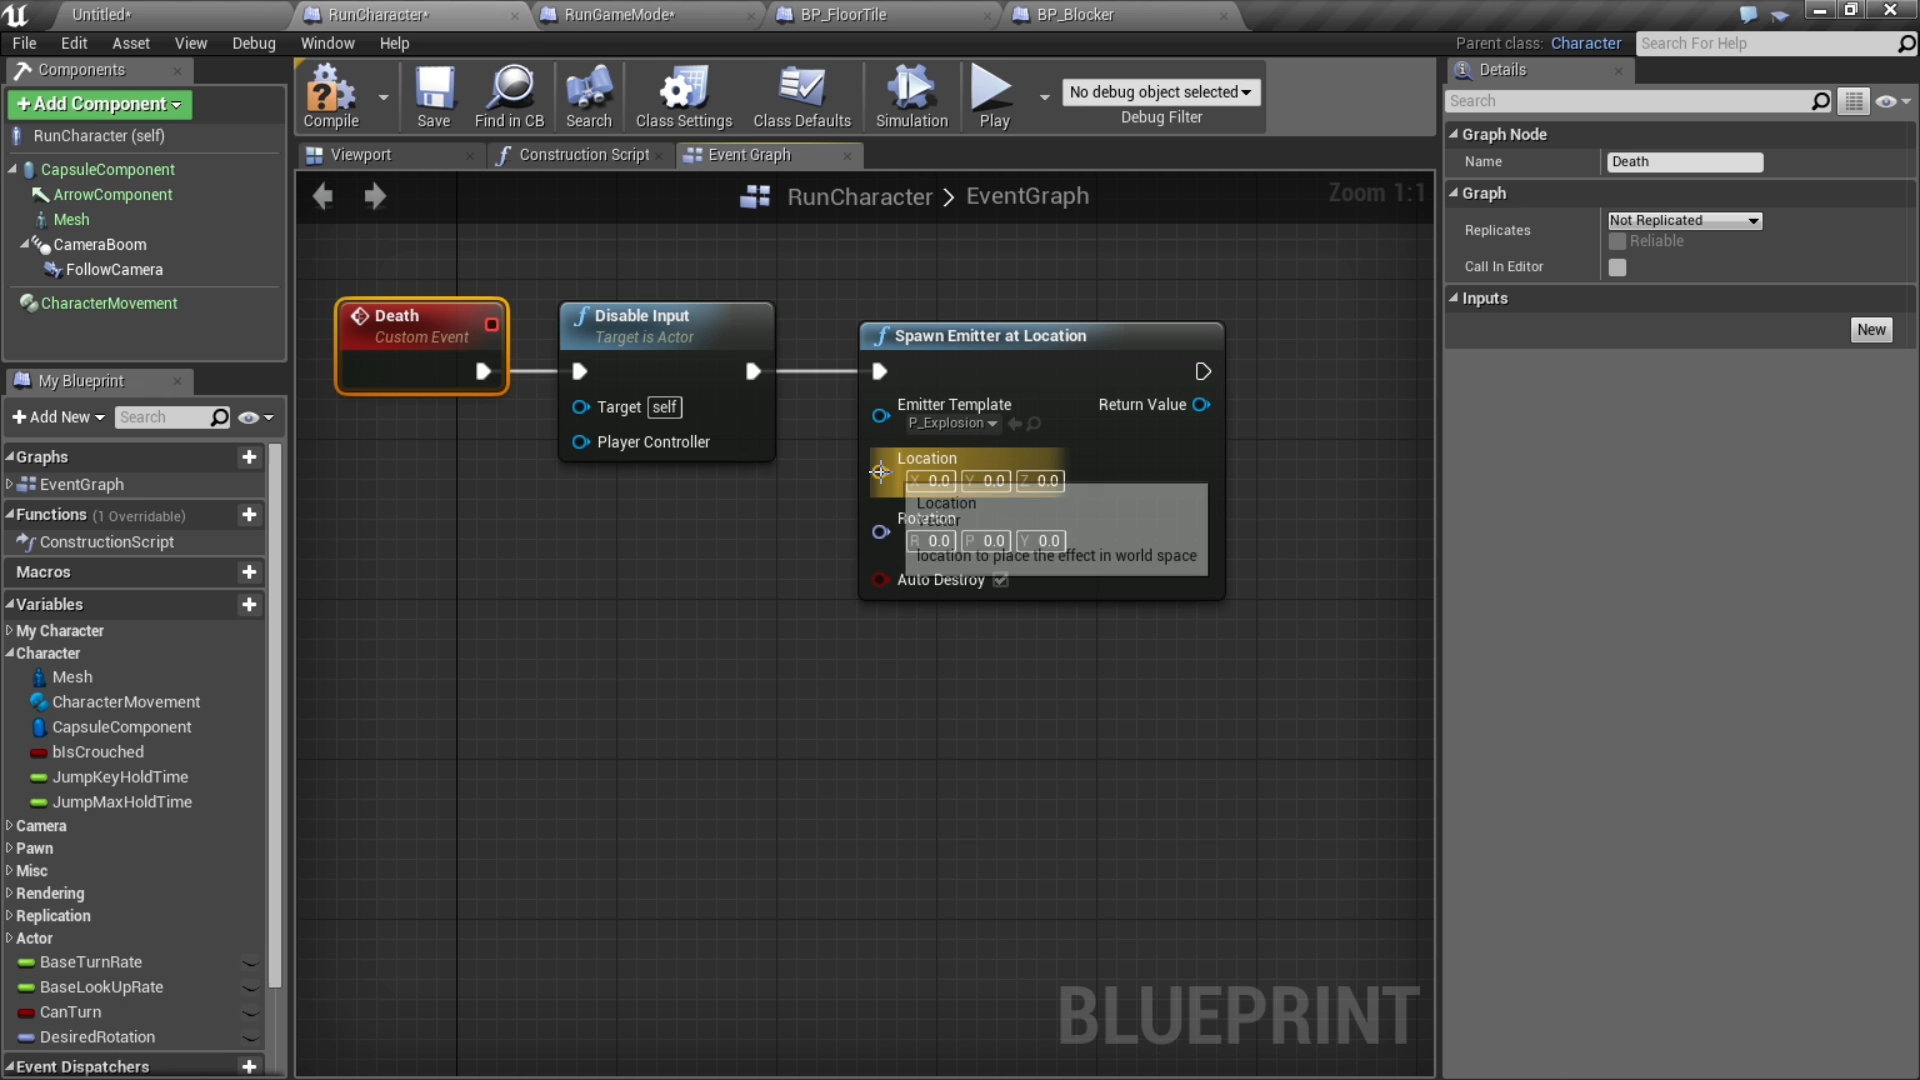 Untitled*
RunCharacter*
RunGameMode*
BP_FloorTile
BP_Blocker
File Edit Asset View Debug Window Help
Parent class: Character
Search For Help
Components
+Add Component
RunCharacter (self)
CapsuleComponent
ArrowComponent
Mesh
CameraBoom
FollowCamera
CharacterMovement
Compile
Save
Find in CB
Search
Class Settings
Class Defaults
Simulation
Play
No debug object selected
Debug Filter
Viewport
Construction Script
Event Graph
RunCharacter > EventGraph
Zoom 1:1
Death
Custom Event
Disable Input
Target is Actor
Target self
Player Controller
Spawn Emitter at Location
Emitter Template
P_Explosion
Return Value
Location
X 0.0 Y 0.0 Z 0.0
Location
Rotation
R 0.0 P 0.0 Y 0.0
location to place the effect in world space
Auto Destroy
BLUEPRINT
My Blueprint
+Add New
Search
Graphs
EventGraph
Functions (1 Overridable)
ConstructionScript
Macros
Variables
My Character
Character
Mesh
CharacterMovement
CapsuleComponent
bIsCrouched
JumpKeyHoldTime
JumpMaxHoldTime
Camera
Pawn
Misc
Rendering
Replication
Actor
BaseTurnRate
BaseLookUpRate
CanTurn
DesiredRotation
Event Dispatchers
Details
Search
Graph Node
Name Death
Graph
Replicates Not Replicated
Reliable
Call In Editor
Inputs
New